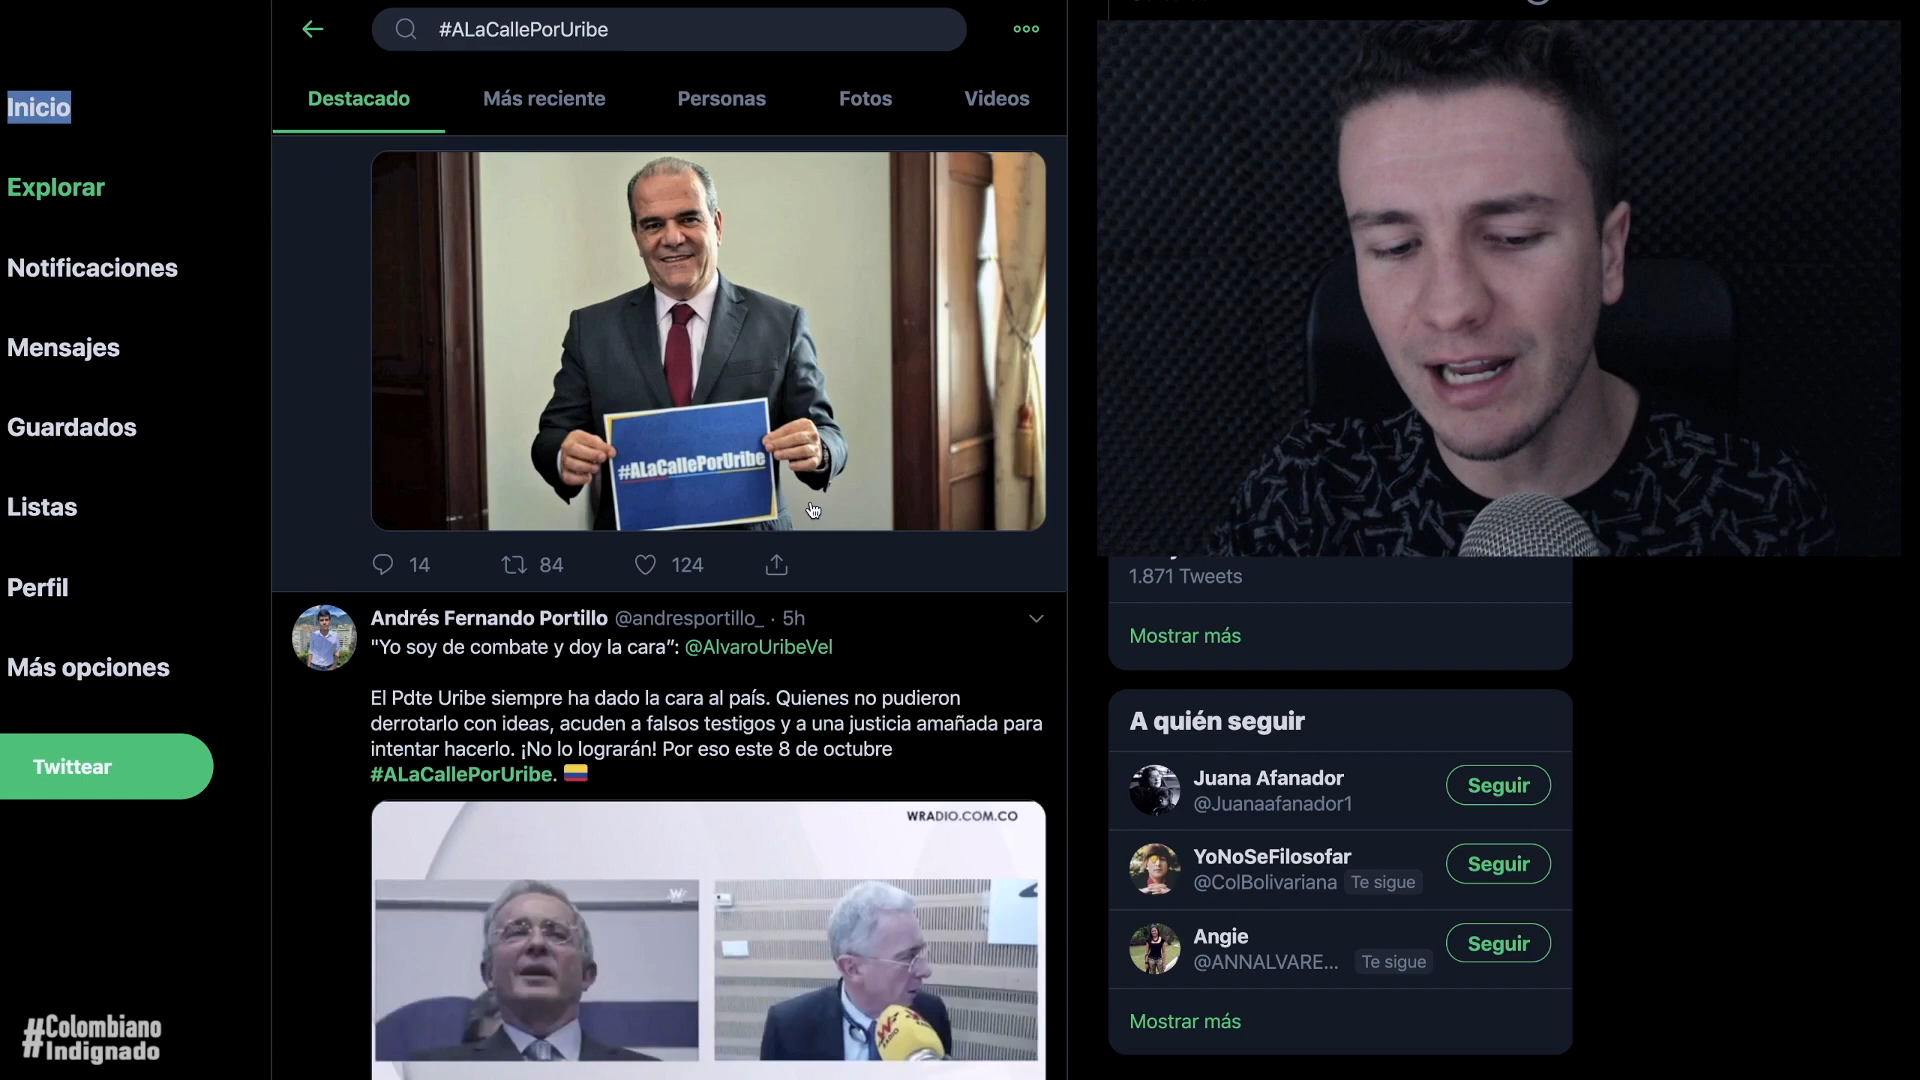 #ALaCallePorUribe
Destacado
Más reciente
Personas
Fotos
Videos
Inicio
Explorar
Notificaciones
Mensajes
Guardados
Listas
Perfil
Más opciones
Twittear
#ALaCallePorUribe
14
84
124
Andrés Fernando Portillo @andresportillo_ · 5h
"Yo soy de combate y doy la cara”: @AlvaroUribeVel
El Pdte Uribe siempre ha dado la cara al país. Quienes no pudieron
derrotarlo con ideas, acuden a falsos testigos y a una justicia amañada para
intentar hacerlo. ¡No lo lograrán! Por eso este 8 de octubre
#ALaCallePorUribe.
WRADIO.COM.CO
W
RADIO
1.871 Tweets
Mostrar más
A quién seguir
Juana Afanador
@Juanaafanador1
Seguir
YoNoSeFilosofar
@ColBolivariana Te sigue
Seguir
Angie
@ANNALVARE... Te sigue
Seguir
Mostrar más
#Colombiano
Indignado